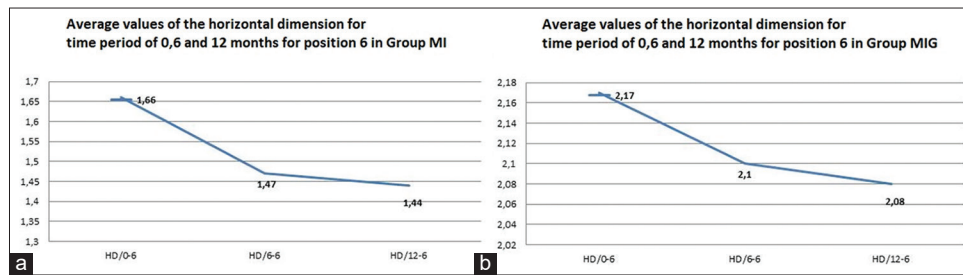 Average values of the horizontal dimension for
time period of 0,6 and 12 months for position 6 in Group MI
1,7
1,65
1,6
1,55
1,5
1,45
1,4
1,35
1,3
1,66
1,47
1,44
HD/0-6
HD/6-6
HD/12-6
a
Average values of the horizontal dimension for
time period of 0,6 and 12 months for position 6 in Group MIG
2,18
2,16
2,14
2,12
2,1
2,08
2,06
2,04
2,02
2,17
2,1
2,08
HD/0-6
HD/6-6
HD/12-6
b